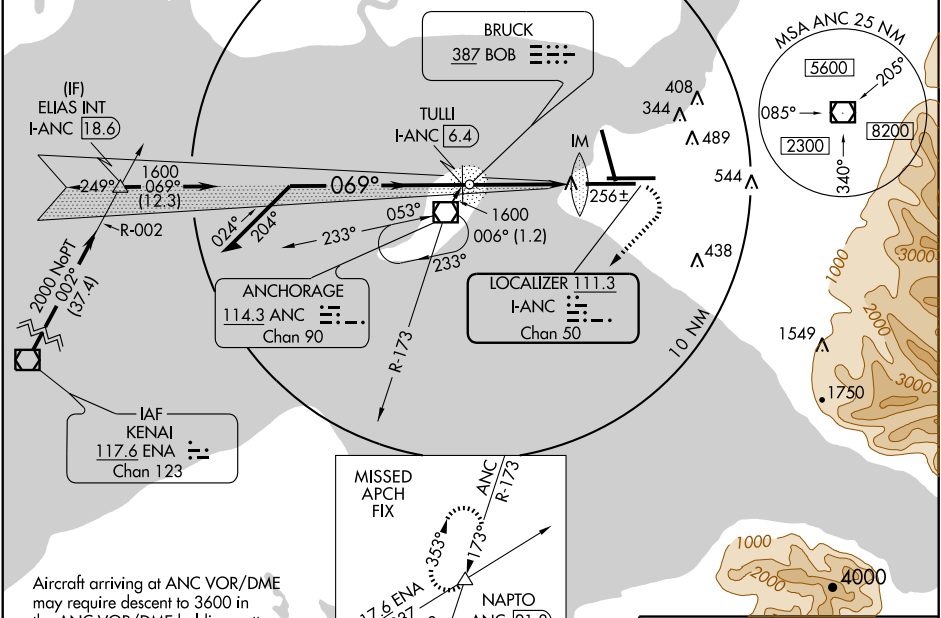 BRUCK
387 BOB
MSA ANC 25 NM
5600
205°
085°
2300
8200
340°
(IF)
ELIAS INT
I-ANC 18.6
TULLI
I-ANC 6.4
408
344
489
IM
544
249°
1600
069°
(12.3)
069°
256±
024°
204°
R-002
053°
233°
1600
006° (1.2)
233°
2000 NoPT
002°
(37.4)
438
1000
3000
ANCHORAGE
114.3 ANC
Chan 90
LOCALIZER 111.3
I-ANC
Chan 50
2000
R-173
10 NM
1549
3000
1750
IAF
KENAI
117.6 ENA
Chan 123
MISSED
APCH
FIX
ANC
R-173
353°
173°
1000
2000
4000
Aircraft arriving at ANC VOR/DME
may require descent to 3600 in
NAPTO